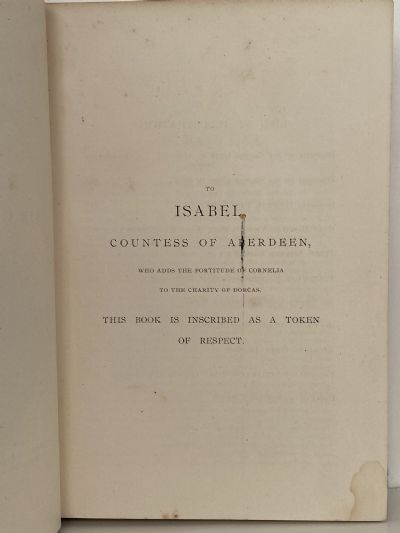 TO
ISABEL,
COUNTESS OF ABERDEEN,
WHO ADDS THE FORTITUDE OF CORNELIA
TO THE CHARITY OF DORCAS,
THIS BOOK IS INSCRIBED AS A TOKEN
OF RESPECT.